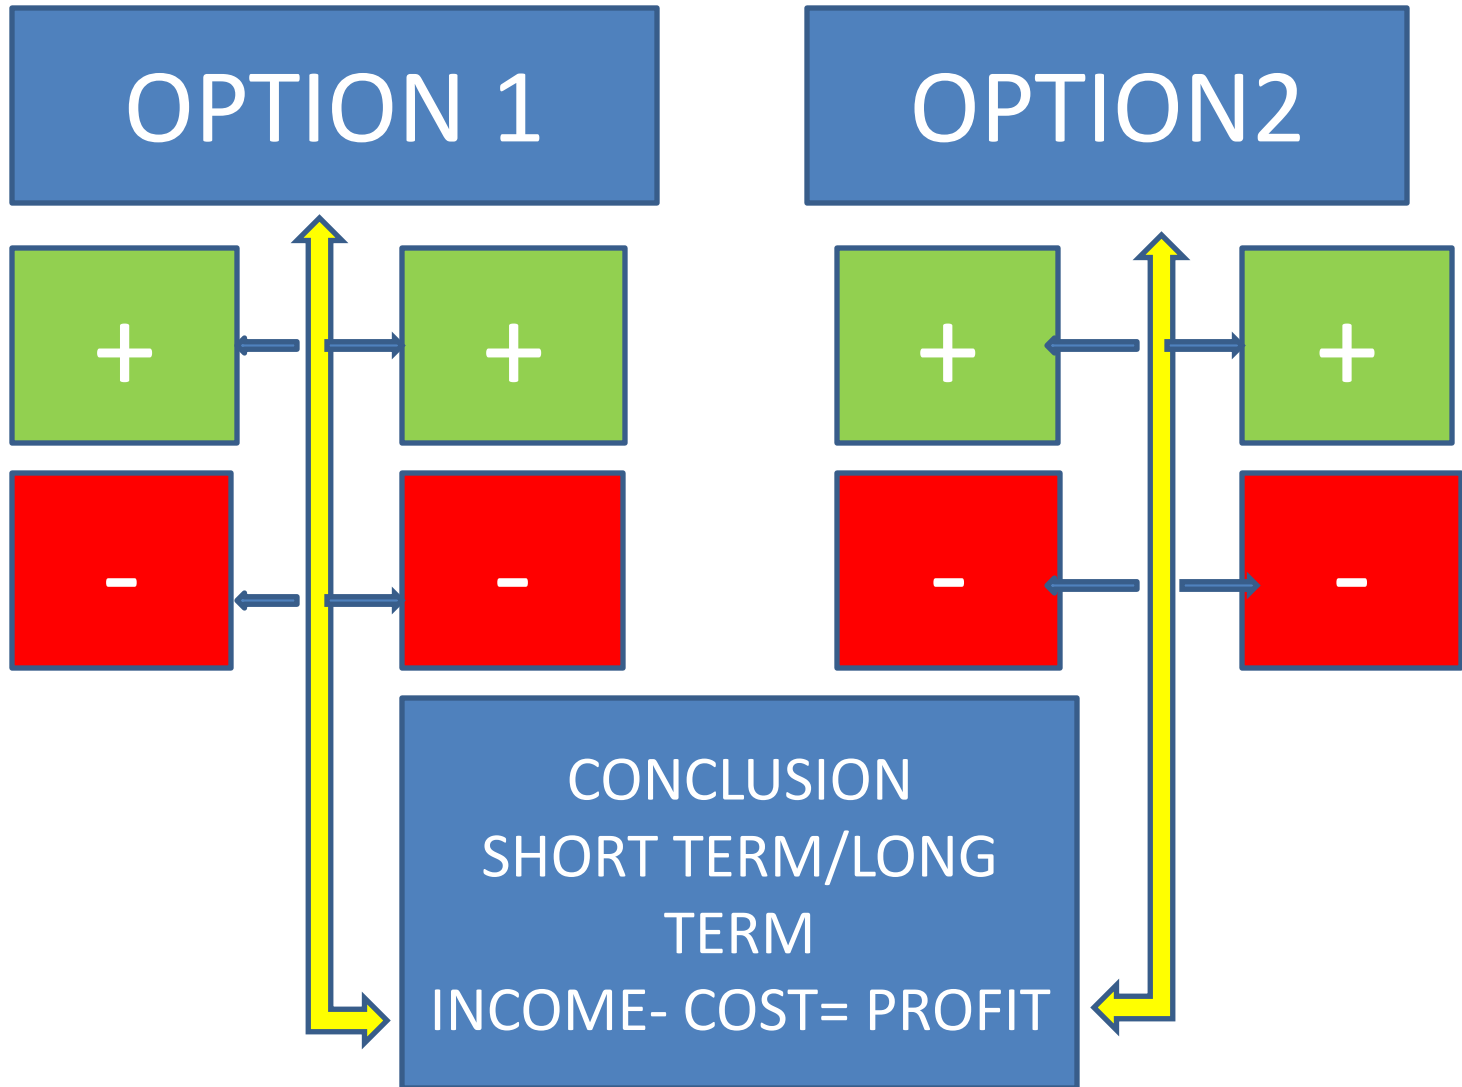 OPTION 1
OPTION2
+
+
+
+
-
-
-
-
CONCLUSION
SHORT TERM/LONG
TERM
INCOME- COST= PROFIT